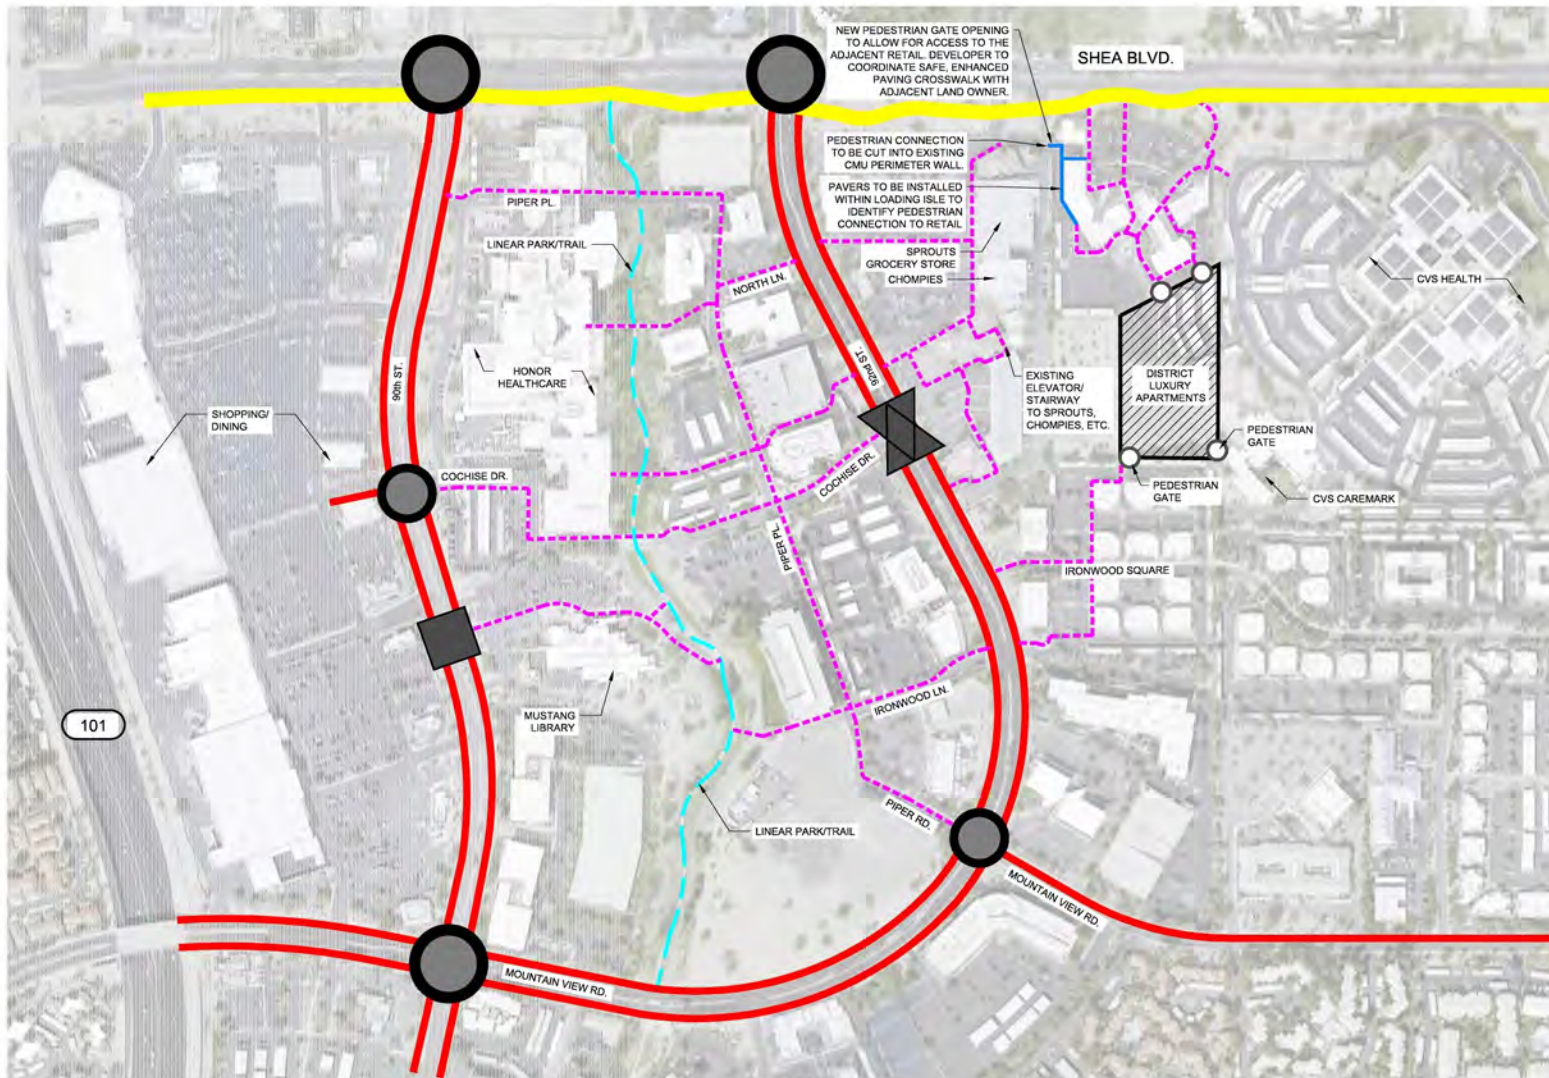 NEW PEDESTRIAN GATE OPENING
TO ALLOW FOR ACCESS TO THE
ADJACENT RETAIL. DEVELOPER TO
COORDINATE SAFE, ENHANCED
PAVING CROSSWALK WITH
ADJACENT LAND OWNER.
SHEA BLVD.
PEDESTRIAN CONNECTION
TO BE CUT INTO EXISTING
CMU PERIMETER WALL.
PAVERS TO BE INSTALLED
WITHIN LOADING ISLE TO
IDENTIFY PEDESTRIAN
CONNECTION TO RETAIL
PIPER PL.
LINEAR PARK/TRAIL
SPROUTS
GROCERY STORE
CHOMPIES
NORTH LN.
CVS HEALTH
90th ST.
HONOR
HEALTHCARE
92nd ST.
EXISTING
ELEVATOR/
STAIRWAY
TO SPROUTS,
CHOMPIES, ETC.
DISTRICT
LUXURY
APARTMENTS
SHOPPING/
DINING
PEDESTRIAN
GATE
COCHISE DR.
COCHISE DR.
PEDESTRIAN
GATE
CVS CAREMARK
PIPER PL.
IRONWOOD SQUARE
IRONWOOD LN.
MUSTANG
LIBRARY
101
PIPER RD.
LINEAR PARK/TRAIL
MOUNTAIN VIEW RD.
MOUNTAIN VIEW RD.